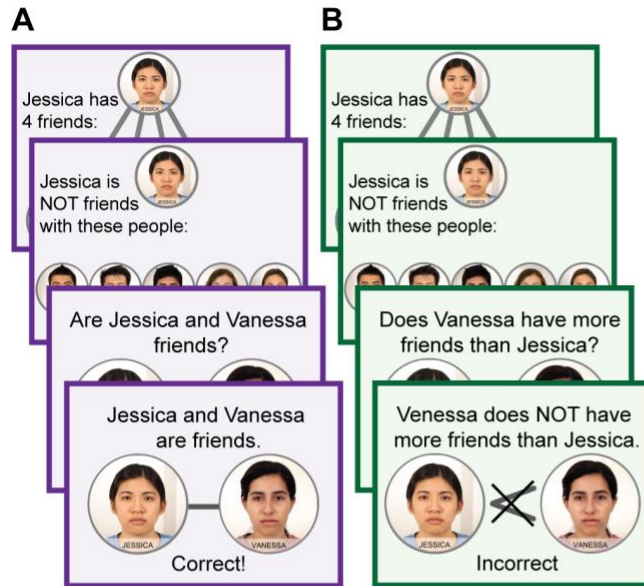 A
Jessica has
4 friends:
JESSICA
Jessica is
NOT friends
with these people:
JESSICA
Are Jessica and Vanessa
friends?
Jessica and Vanessa
are friends.
JESSICA
VANESSA
Correct!
B
Jessica has
4 friends:
JESSICA
Jessica is
NOT friends
with these people:
JESSICA
Does Vanessa have more
friends than Jessica?
Venessa does NOT have
more friends than Jessica.
JESSICA
VANESSA
Incorrect